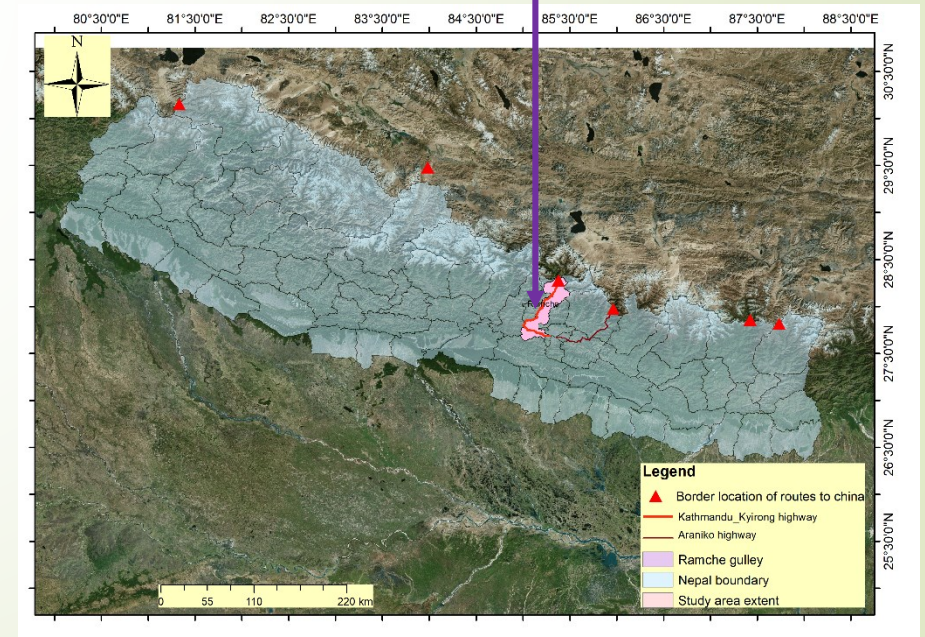 80°30'0"E 81°30'0"E 82°30'0"E 83°30'0"E 84°30'0"E 85°30'0"E 86°30'0"E 87°30'0"E 88°30'0"E
N
30°30'0"N
29°30'0"N
28°30'0"N
27°30'0"N
26°30'0"N
25°30'0"N
Ramche
Legend
Border location of routes to china
Kathmandu_Kyirong highway
Araniko highway
Ramche gulley
Nepal boundary
Study area extent
0 55 110 220 km